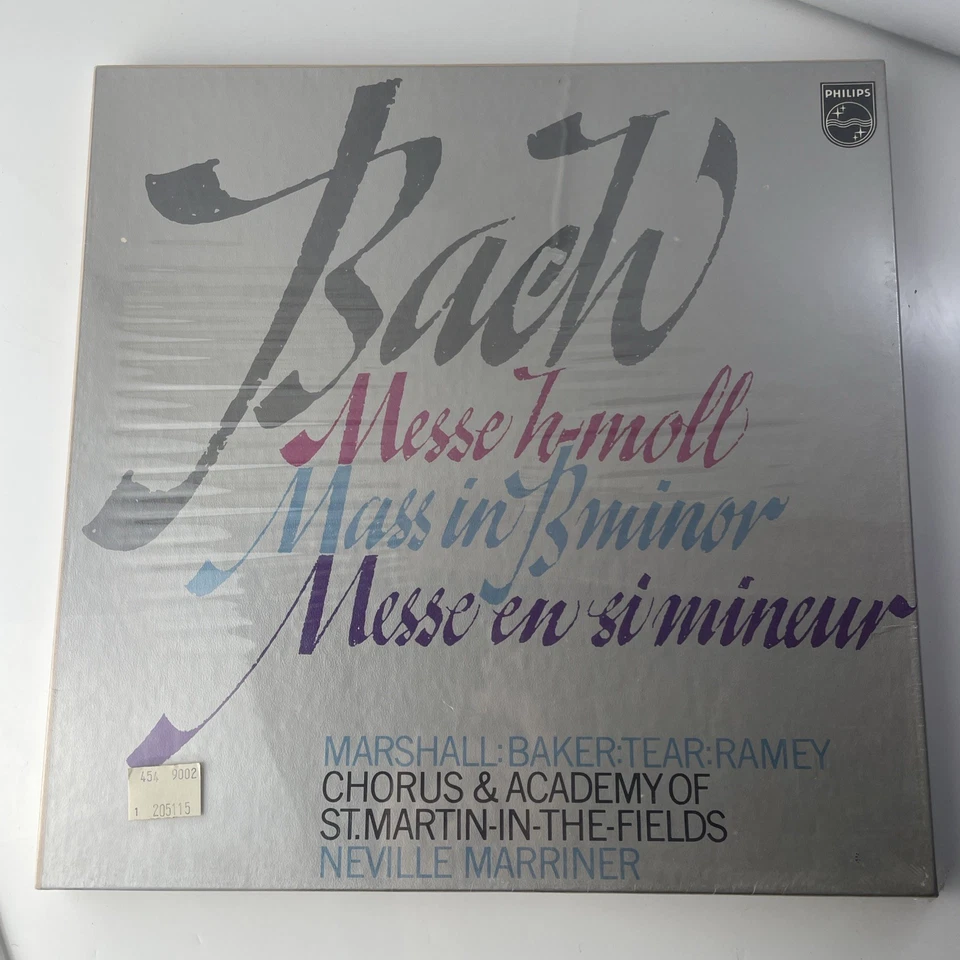 PHILIPS
Bach
Messe h-moll
Mass in B minor
Messe en si mineur
MARSHALL:BAKER:TEAR:RAMEY
CHORUS & ACADEMY OF
ST.MARTIN-IN-THE-FIELDS
NEVILLE MARRINER
454 9002
1 205115